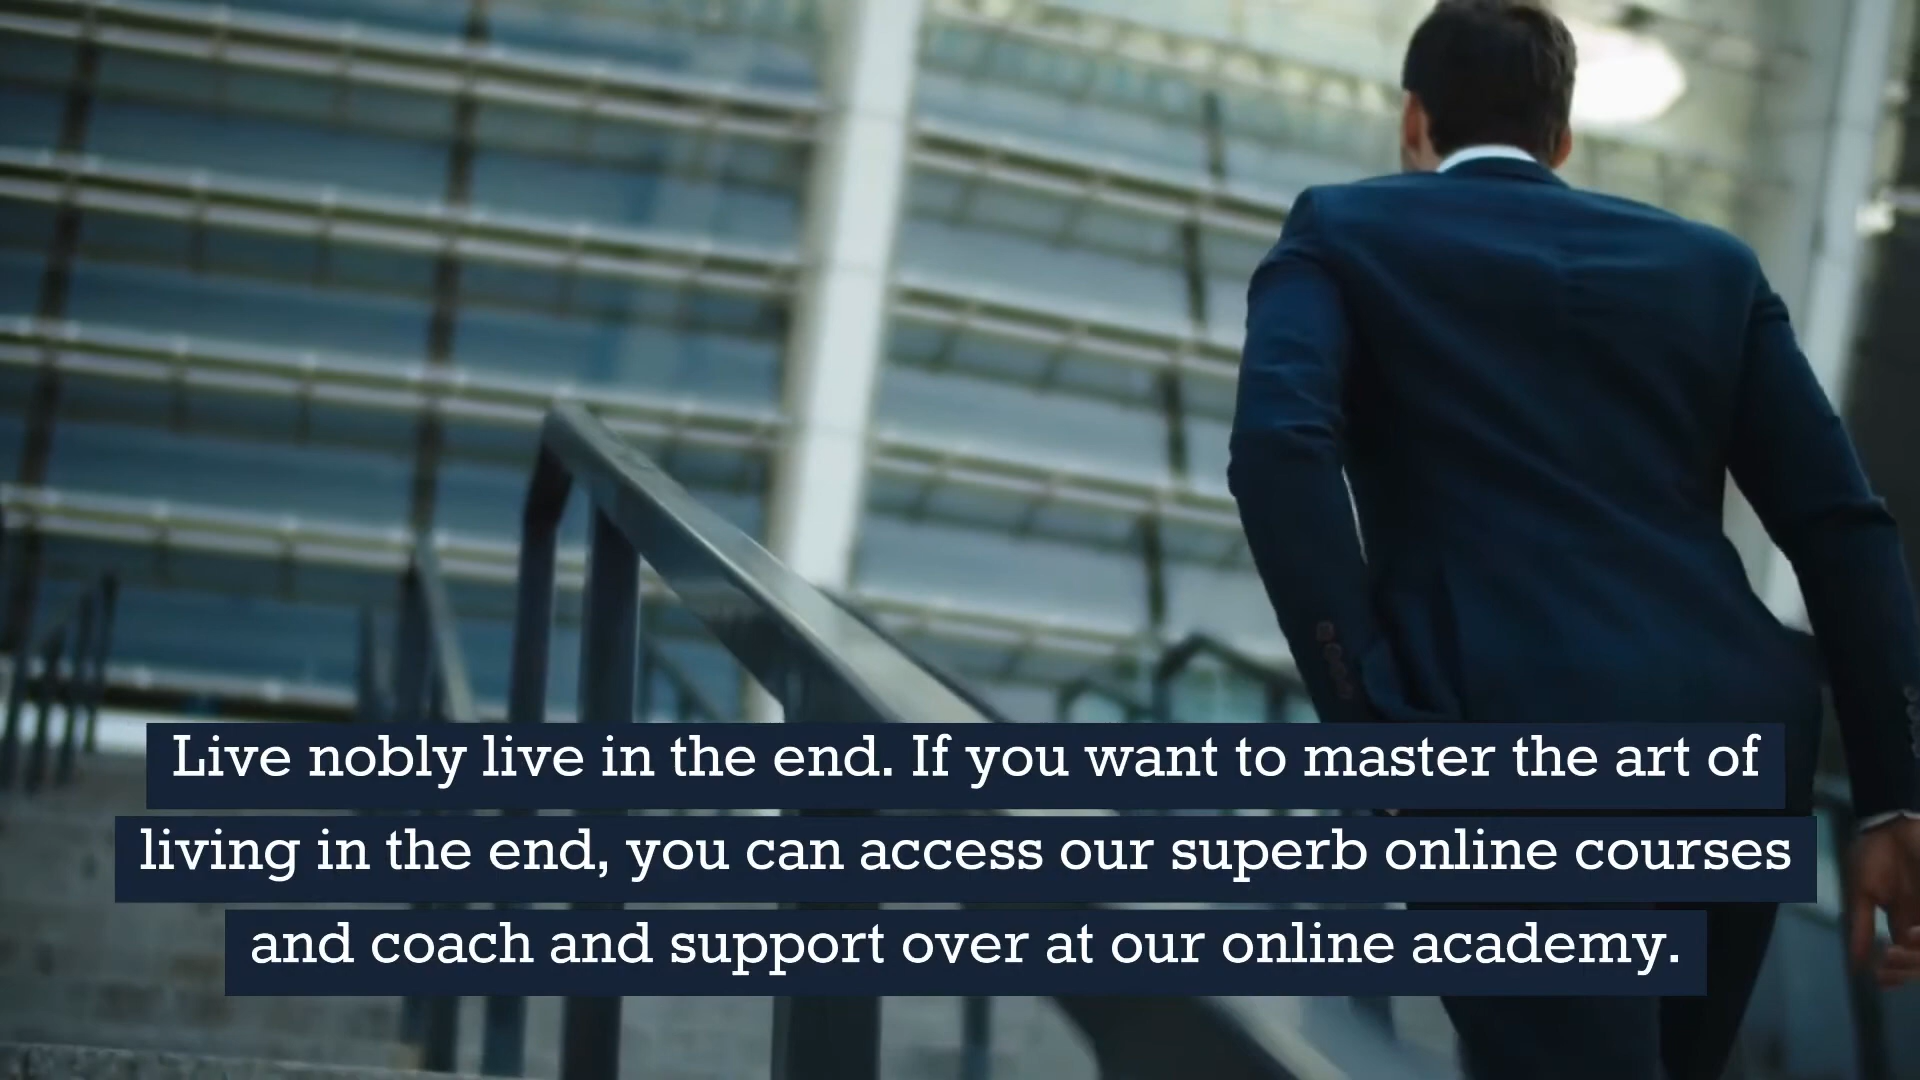 Live nobly live in the end. If you want to master the art of
living in the end, you can access our superb online courses
and coach and support over at our online academy.